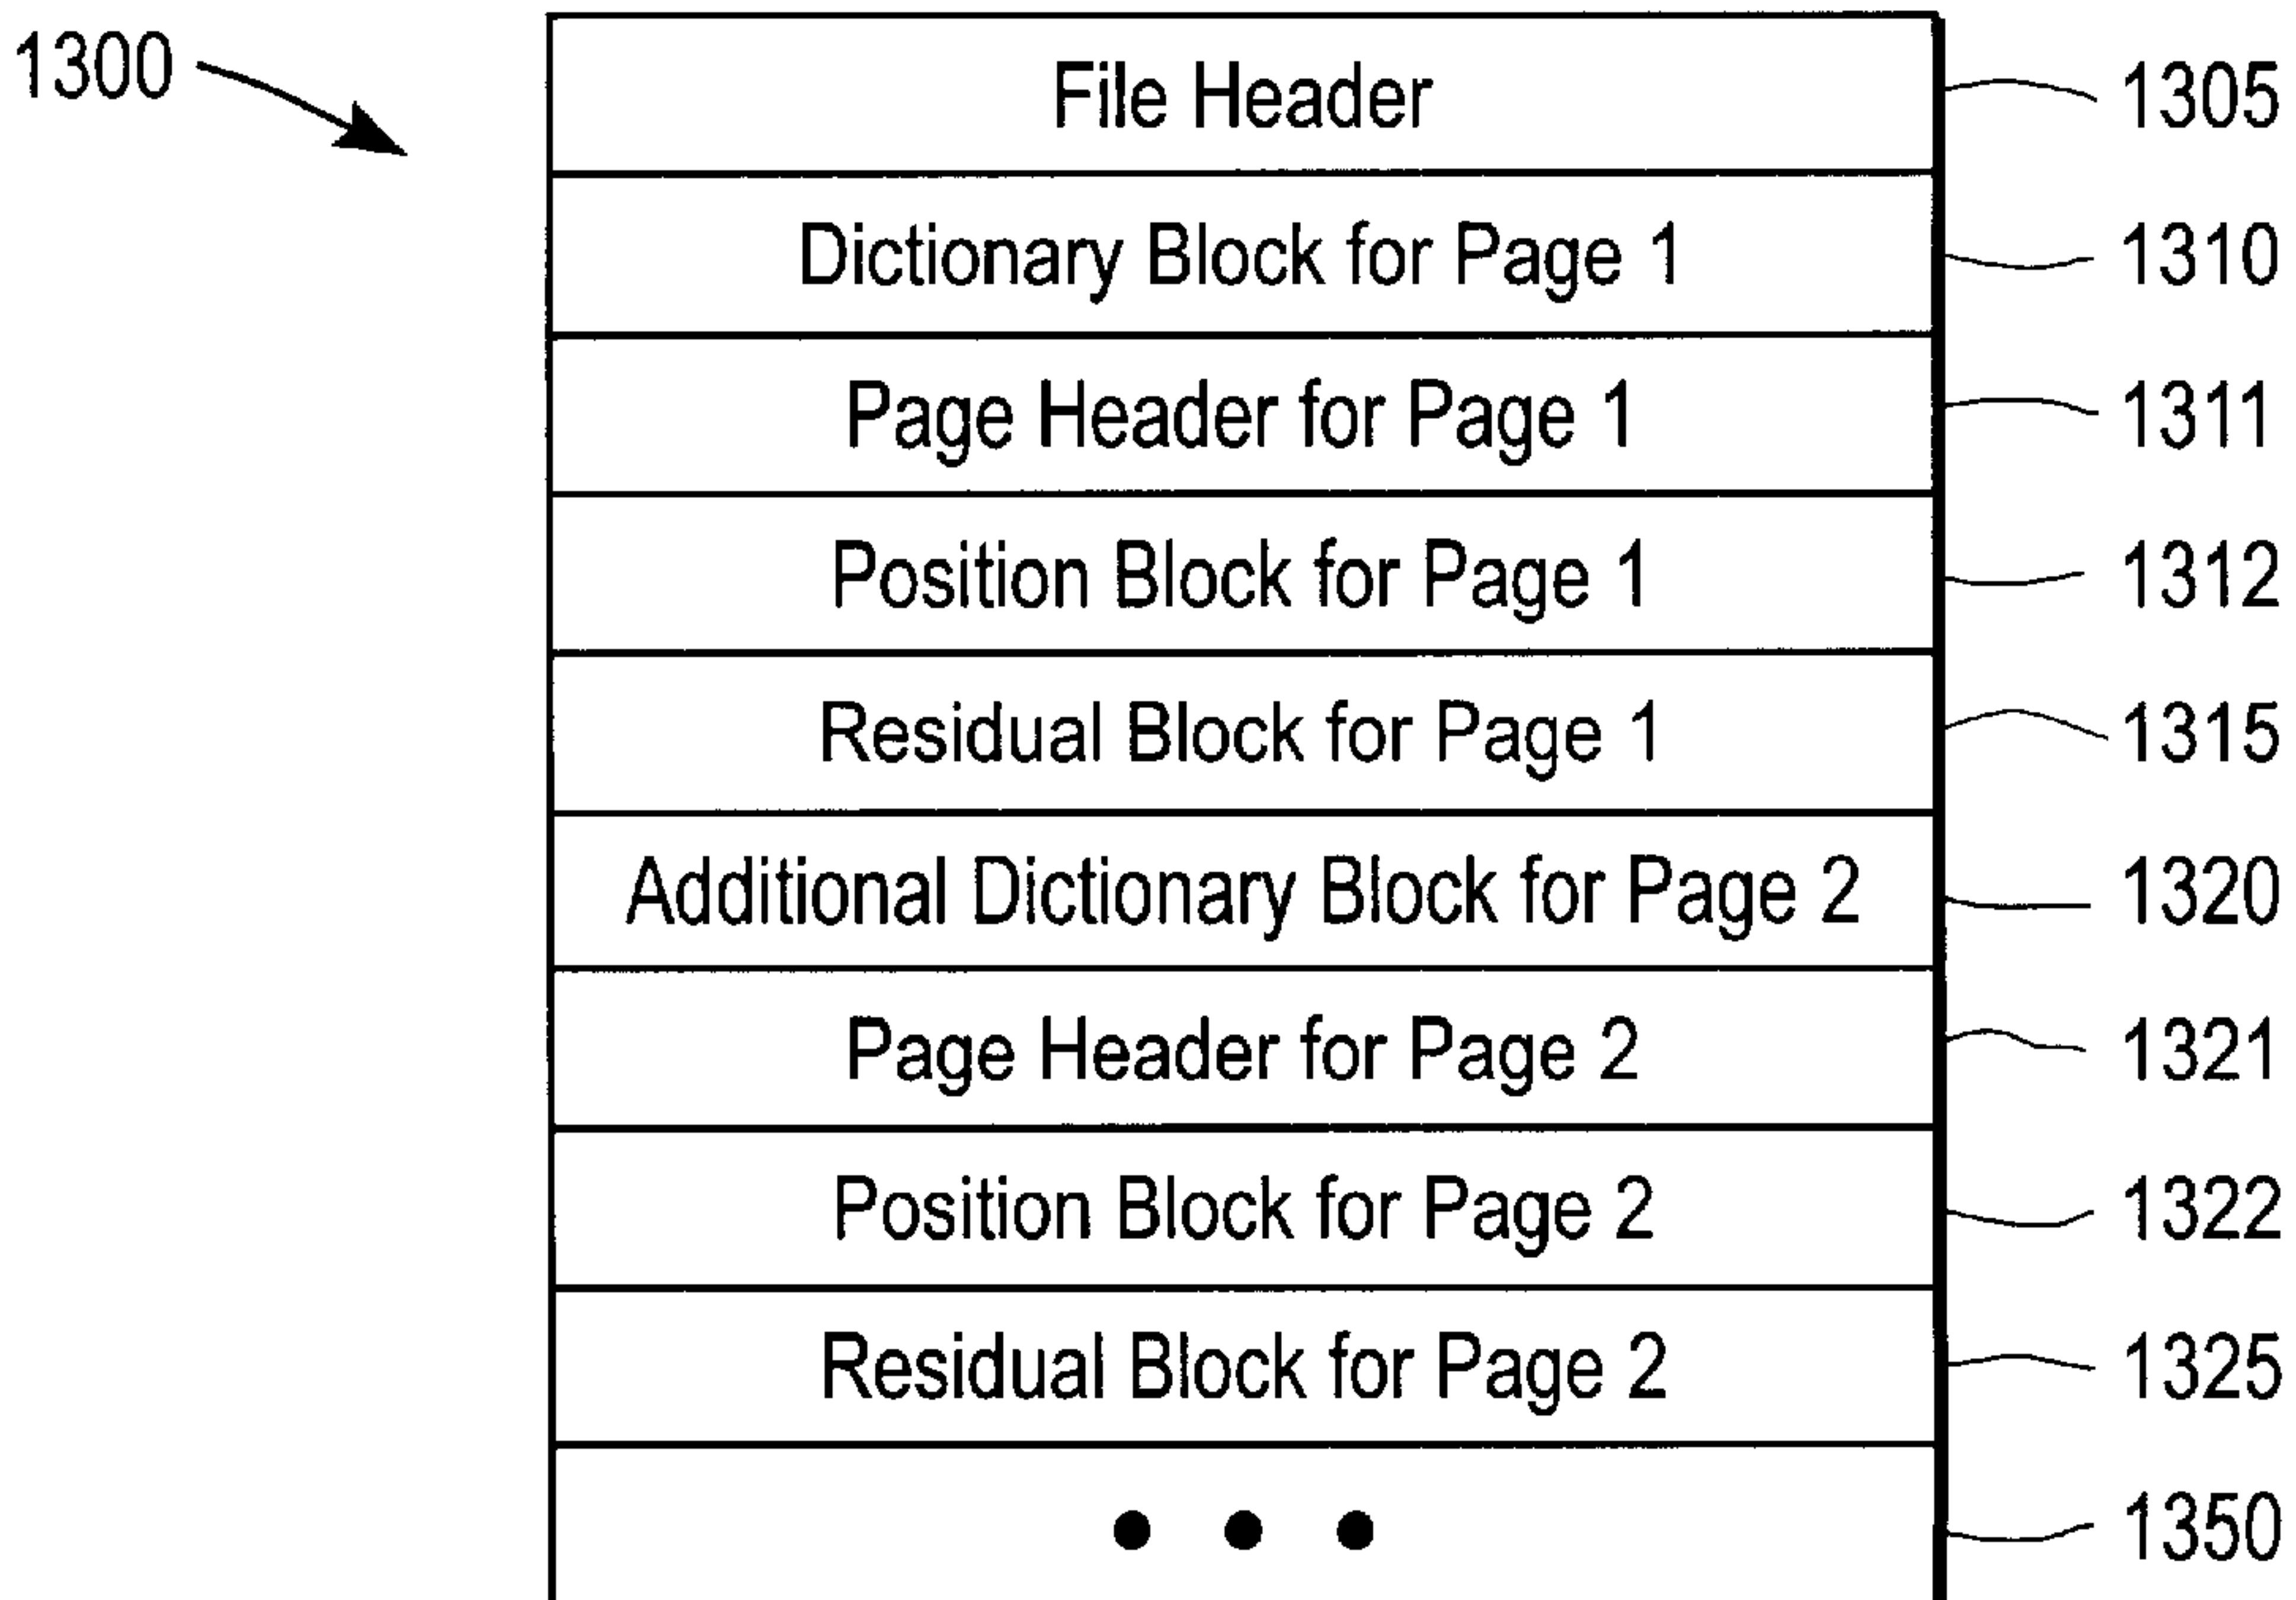 1300
File Header 1305
Dictionary Block for Page 1 1310
Page Header for Page 1 1311
Position Block for Page 1 1312
Residual Block for Page 1 1315
Additional Dictionary Block for Page 2 1320
Page Header for Page 2 1321
Position Block for Page 2 1322
Residual Block for Page 2 1325
• • • 1350